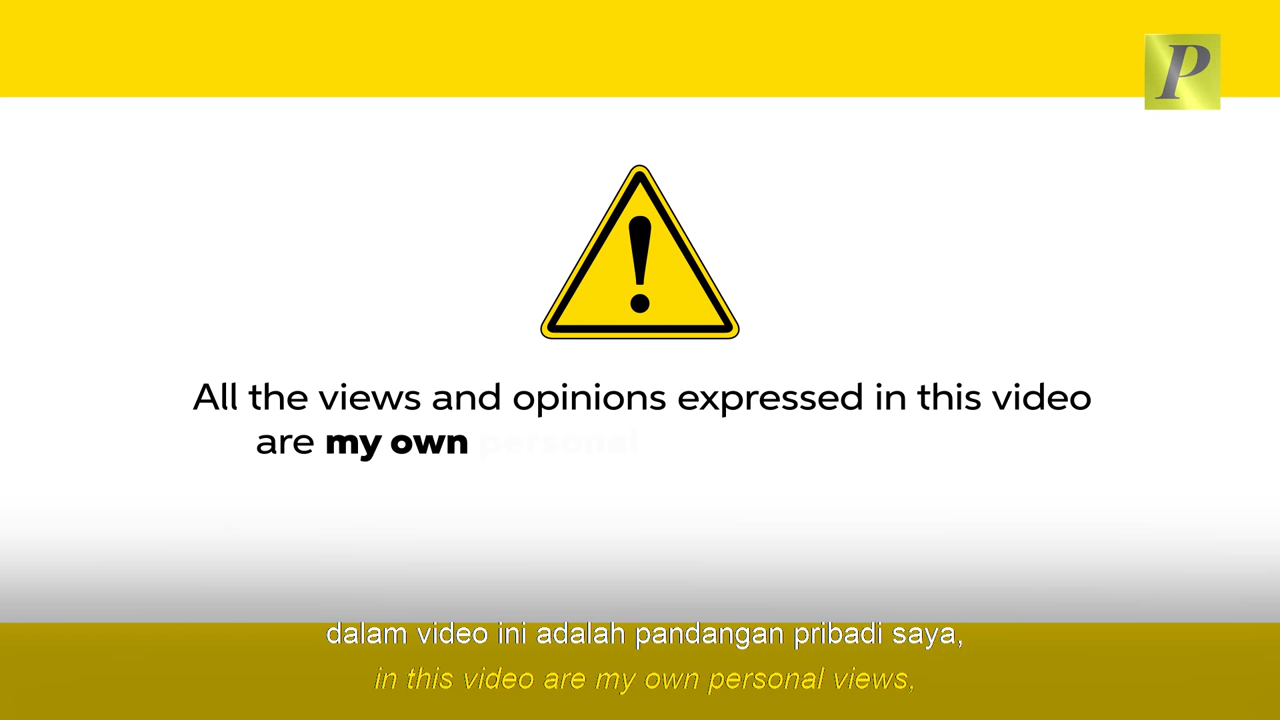 P
All the views and opinions expressed in this video
are my own personal
dalam video ini adalah pandangan pribadi saya,
in this video are my own personal views,